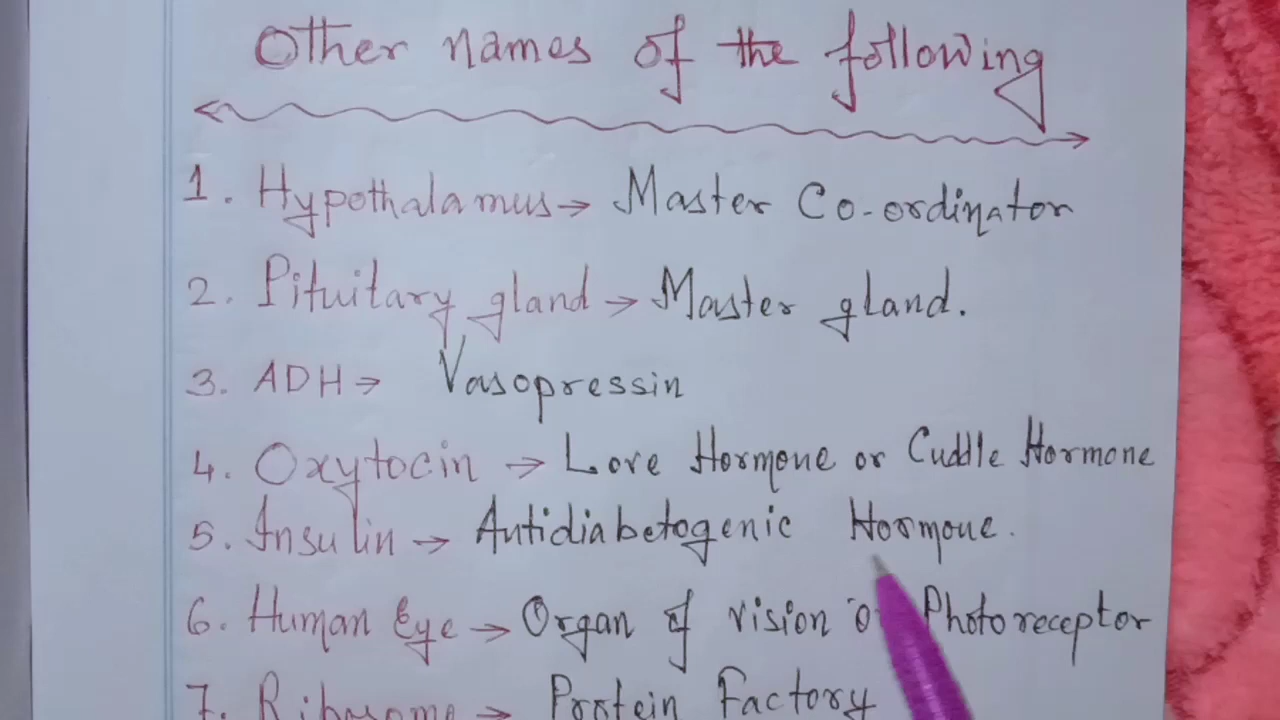 Other names of the following
1. Hypothalamus → Master Co-ordinator
2. Pituitary gland → Master gland.
3. ADH → Vasopressin
4. Oxytocin → Love Hormone or Cuddle Hormone
5. Insulin → Antidiabetogenic Hormone.
6. Human Eye → Organ of vision or Photoreceptor
7. Ribosome → Protein Factory